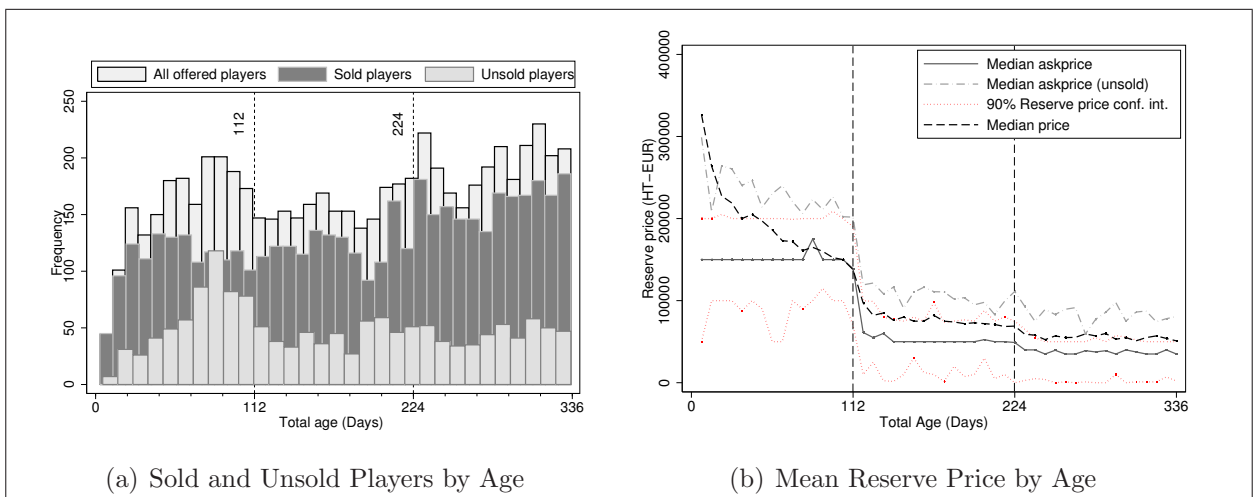 All offered players Sold players Unsold players
250
200
150
100
50
0
Frequency
112
224
0 112 224 336
Total age (Days)
(a) Sold and Unsold Players by Age
Median askprice
Median askprice (unsold)
90% Reserve price conf. int.
Median price
400000
300000
200000
100000
0
Reserve price (HT−EUR)
0 112 224 336
Total Age (Days)
(b) Mean Reserve Price by Age